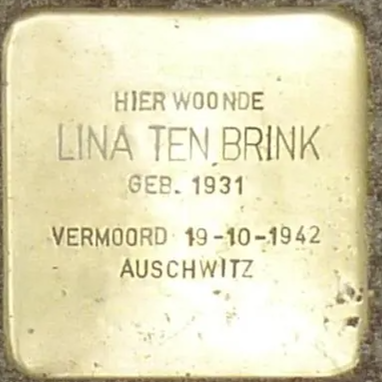 HIER WOONDE
LINA TEN BRINK
GEB. 1931
VERMOORD 19-10-1942
AUSCHWITZ